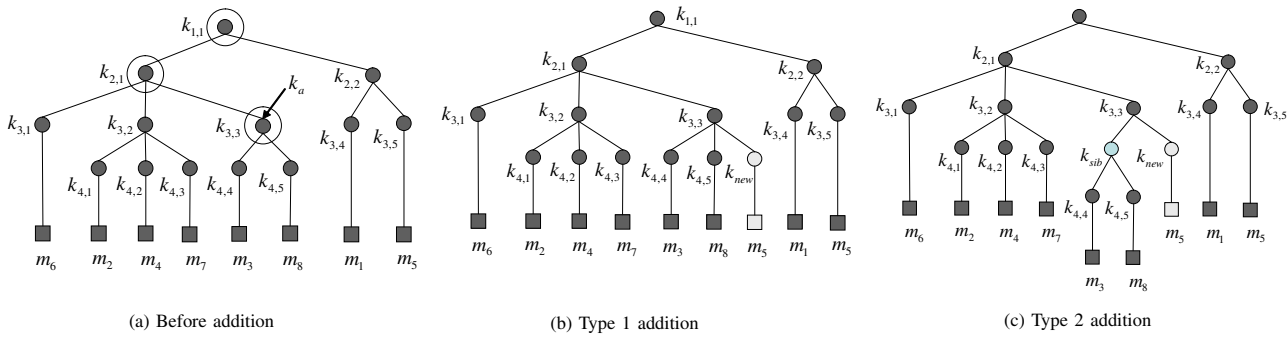 k1,1
k2,1
k2,2
ka
k3,1
k3,2
k3,3
k3,4
k3,5
k4,1
k4,2
k4,3
k4,4
k4,5
m6
m2
m4
m7
m3
m8
m1
m5
(a) Before addition
k1,1
k2,1
k2,2
k3,1
k3,2
k3,3
k3,4
k3,5
k4,1
k4,2
k4,3
k4,4
k4,5
knew
m6
m2
m4
m7
m3
m8
m5
m1
m5
(b) Type 1 addition
k2,1
k2,2
k3,1
k3,2
k3,3
k3,4
k3,5
k4,1
k4,2
k4,3
ksib
knew
k4,4
k4,5
m6
m2
m4
m7
m5
m1
m5
m3
m8
(c) Type 2 addition